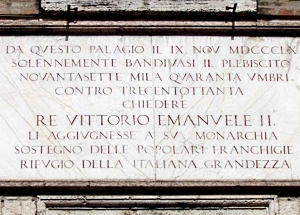 DA QVESTO PALAGIO IL IX. NOV MDCCCLX
SOLENNEMENTE BANDIVASI IL PLEBISCITO
NOVANTASETTE MILA QVARANTA VMBRI
CONTRO TRECENTOTTANTA
CHIEDERE
RE VITTORIO EMANVELE II.
LI AGGIVGNESSE A SVA MONARCHIA
SOSTEGNO DELLE POPOLARI FRANCHIGIE
RIFVGIO DELLA ITALIANA GRANDEZZA